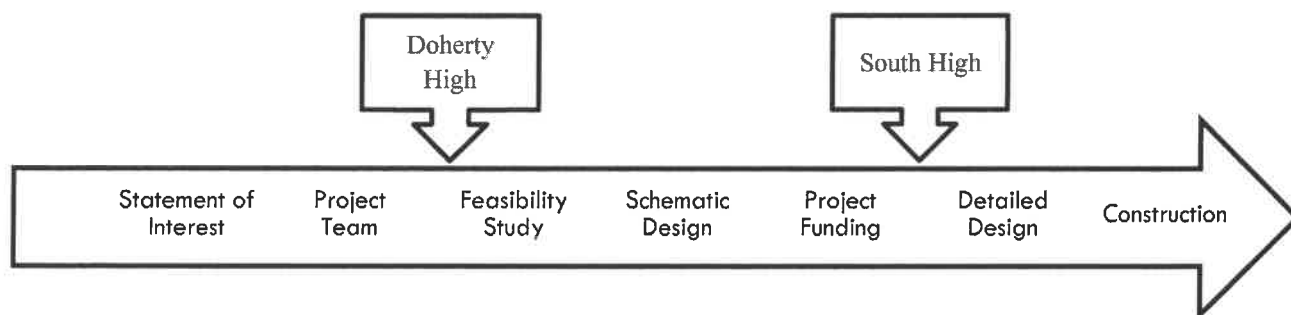 Doherty
High
South High
Statement of
Interest
Project
Team
Feasibility
Study
Schematic
Design
Project
Funding
Detailed
Design
Construction